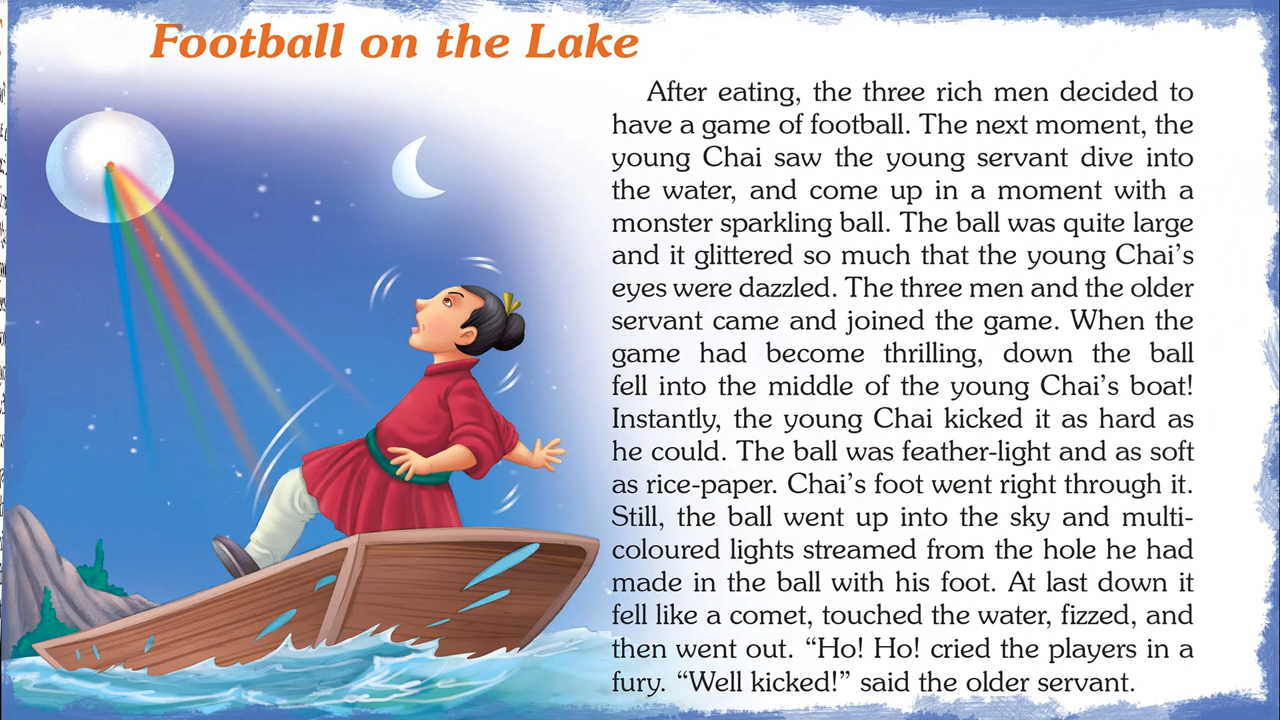 Football on the Lake
After eating, the three rich men decided to
have a game of football. The next moment, the
young Chai saw the young servant dive into
the water, and come up in a moment with a
monster sparkling ball. The ball was quite large
and it glittered so much that the young Chai's
eyes were dazzled. The three men and the older
servant came and joined the game. When the
game had become thrilling, down the ball
fell into the middle of the young Chai's boat!
Instantly, the young Chai kicked it as hard as
he could. The ball was feather-light and as soft
as rice-paper. Chai's foot went right through it.
Still, the ball went up into the sky and multi-
coloured lights streamed from the hole he had
made in the ball with his foot. At last down it
fell like a comet, touched the water, fizzed, and
then went out. “Ho! Ho! cried the players in a
fury. “Well kicked!” said the older servant.